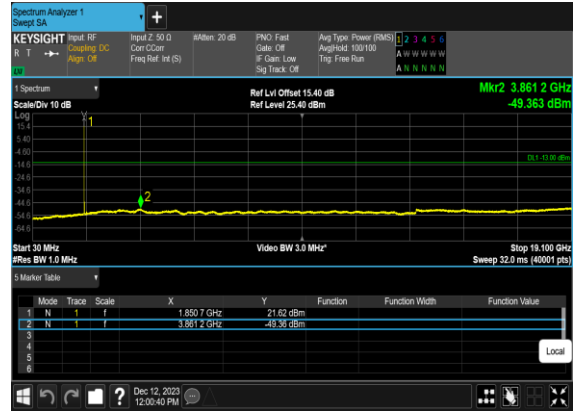 Spectrum Analyzer 1
Swept SA
+
KEYSIGHT Input: RF Input Z: 50 Ω #Atten: 20 dB PNO: Fast Avg Type: Power (RMS) 1 2 3 4 5 6
R T Coupling: DC Corr CCorr Gate: Off Avg|Hold: 100/100 A W W W W W
Align: Off Freq Ref: Int (S) IF Gain: Low Trig: Free Run
LXI Sig Track: Off A N N N N N
1 Spectrum Ref Lvl Offset 15.40 dB Mkr2 3.861 2 GHz
Scale/Div 10 dB Ref Level 25.40 dBm -49.363 dBm
Log
15.4
5.40
-4.60
-14.6
-24.6
-34.6
-44.6
-54.6
-64.6
1
DL1 -13.00 dBm
2
Start 30 MHz Video BW 3.0 MHz* Stop 19.100 GHz
#Res BW 1.0 MHz Sweep 32.0 ms (40001 pts)
5 Marker Table
Mode Trace Scale X Y Function Function Width Function Value
1 N 1 f 1.850 7 GHz 21.62 dBm
2 N 1 f 3.861 2 GHz -49.36 dBm
3
4
5
6
Local
? Dec 12, 2023
12:00:40 PM